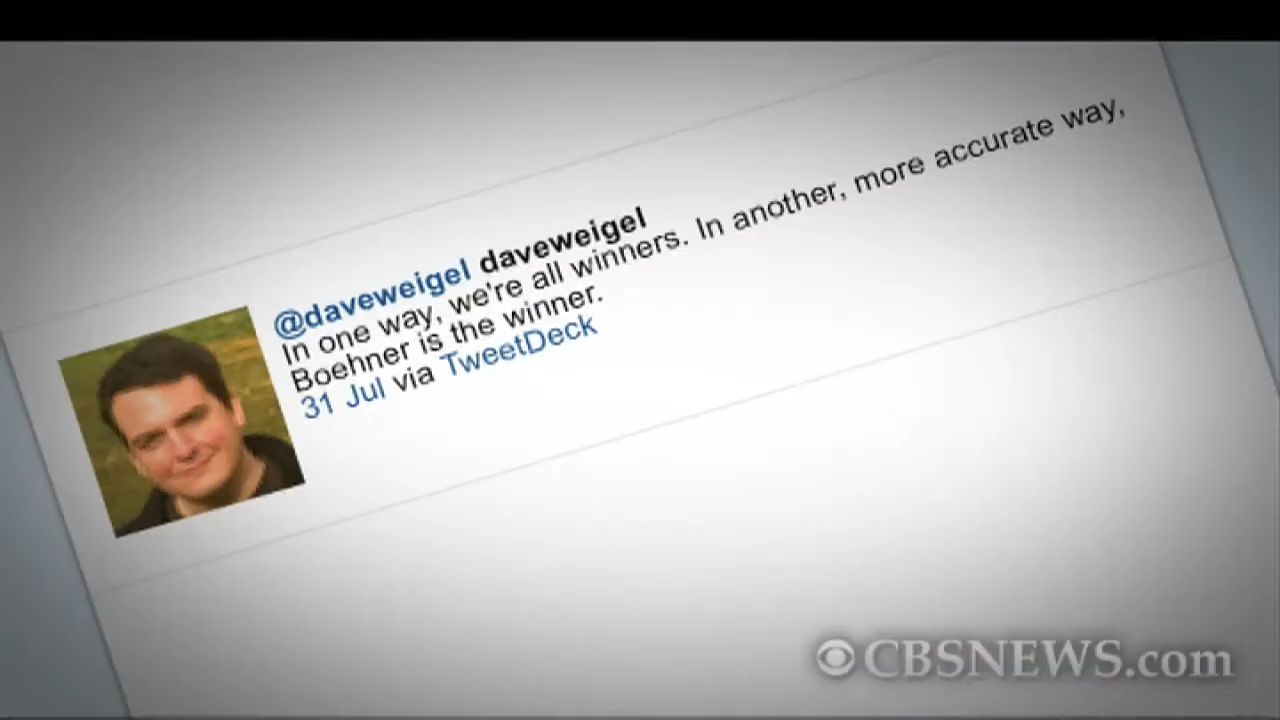 @daveweigel daveweigel
In one way, we're all winners. In another, more accurate way,
Boehner is the winner.
31 Jul via TweetDeck
CBSNEWS.com